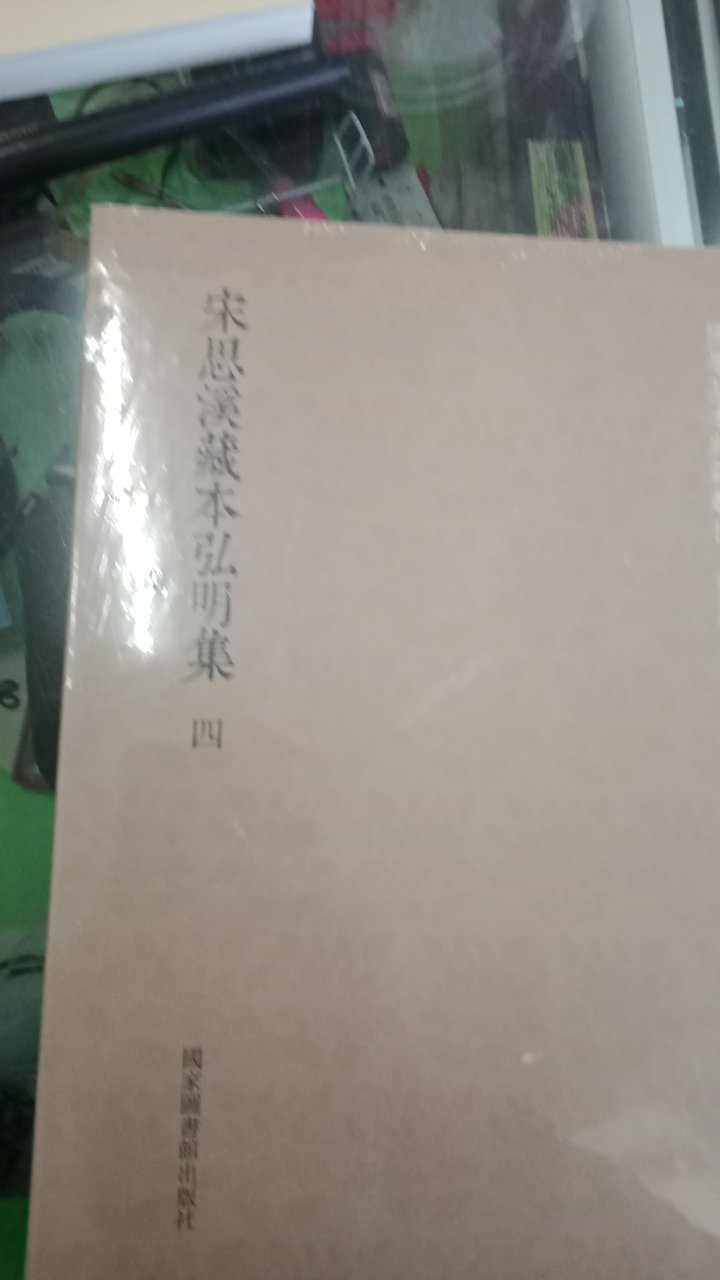 宋思溪藏本弘明集 四
國家圖書館出版社